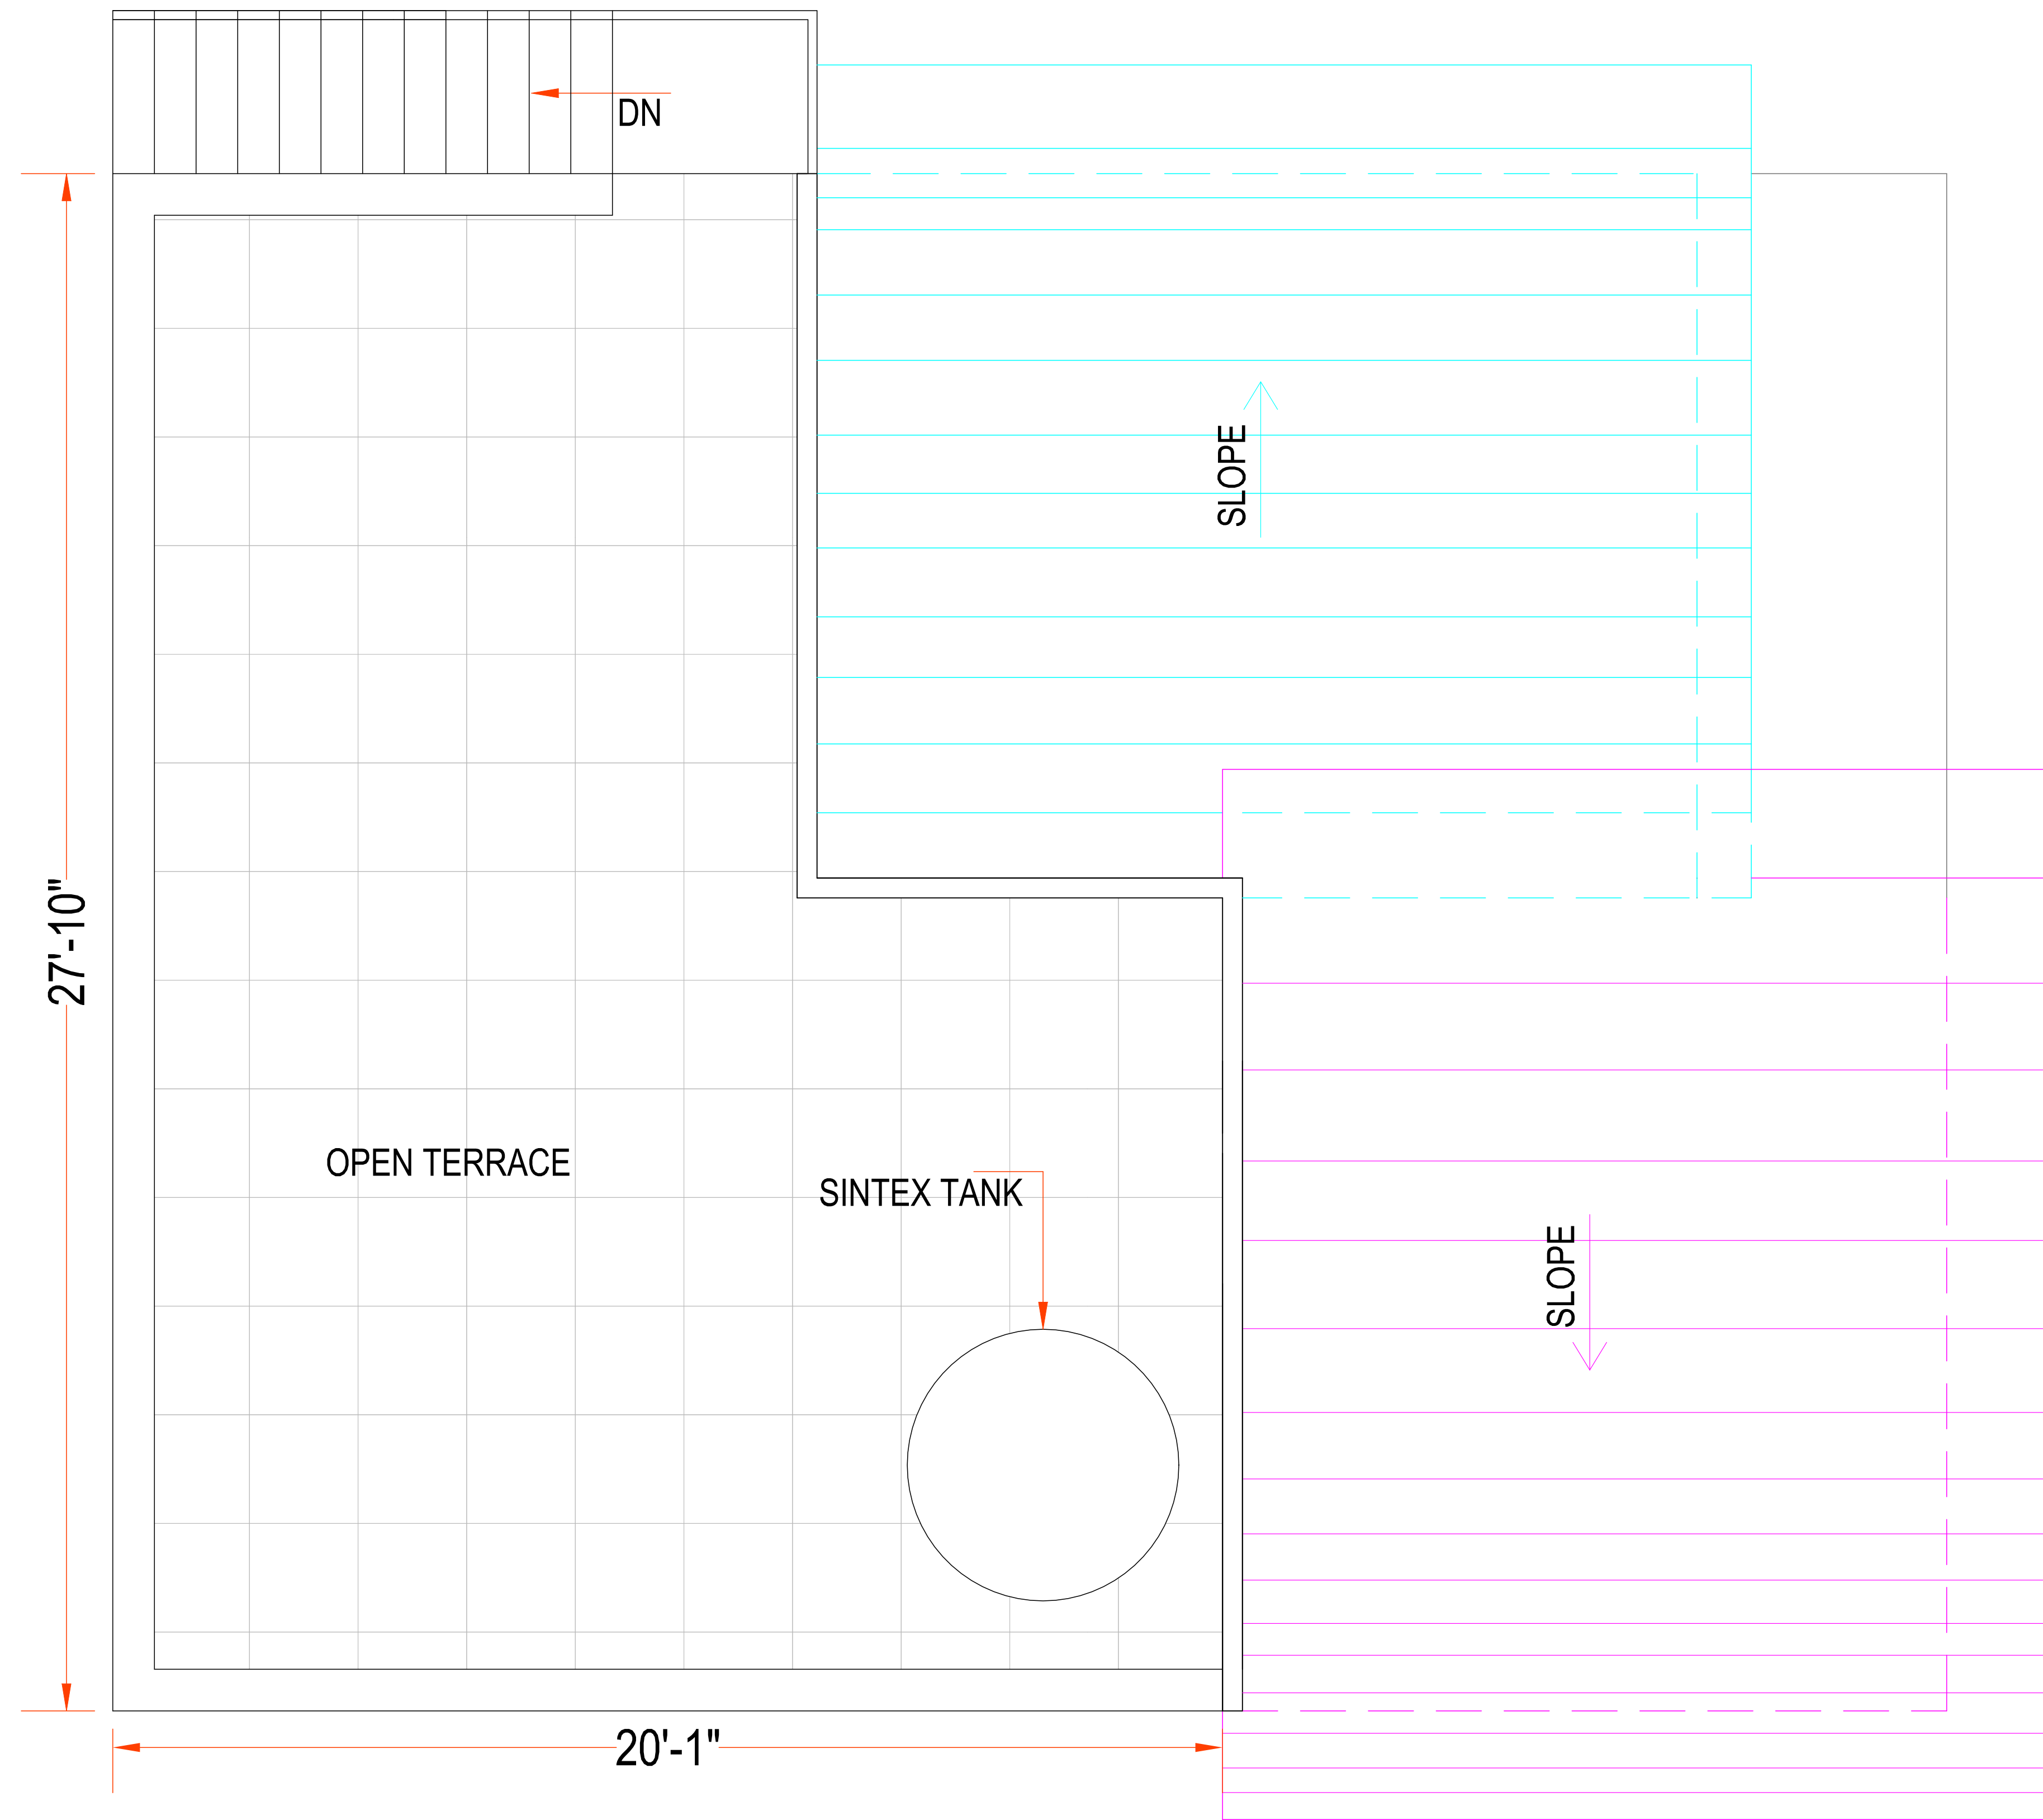 DN
SLOPE
27'-10"
OPEN TERRACE
SINTEX TANK
SLOPE
20'-1"